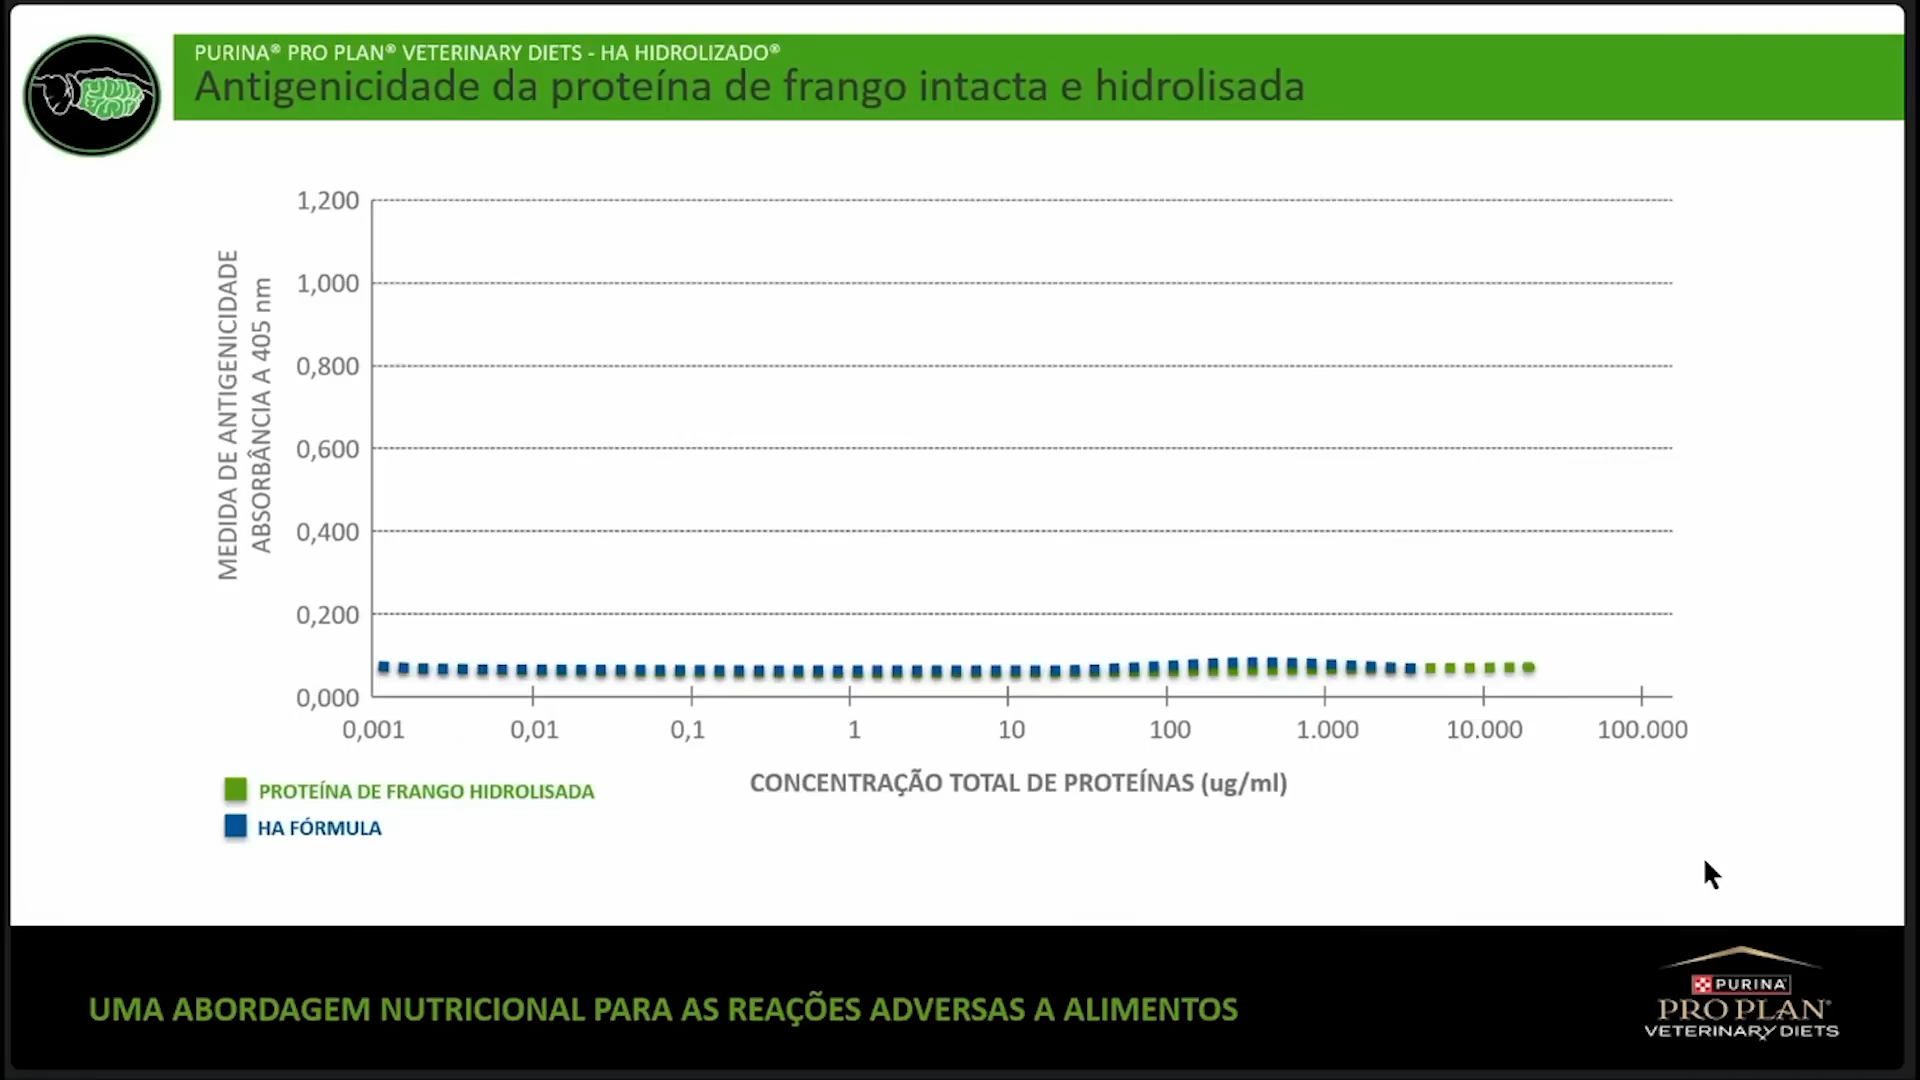 PURINA® PRO PLAN® VETERINARY DIETS - HA HIDROLIZADO®
Antigenicidade da proteína de frango intacta e hidrolisada
MEDIDA DE ANTIGENICIDADE
ABSORBÂNCIA A 405 nm
1,200
1,000
0,800
0,600
0,400
0,200
0,000
0,001 0,01 0,1 1 10 100 1.000 10.000 100.000
CONCENTRAÇÃO TOTAL DE PROTEÍNAS (ug/ml)
PROTEÍNA DE FRANGO HIDROLISADA
HA FÓRMULA
UMA ABORDAGEM NUTRICIONAL PARA AS REAÇÕES ADVERSAS A ALIMENTOS
PURINA®
PRO PLAN®
VETERINARY DIETS